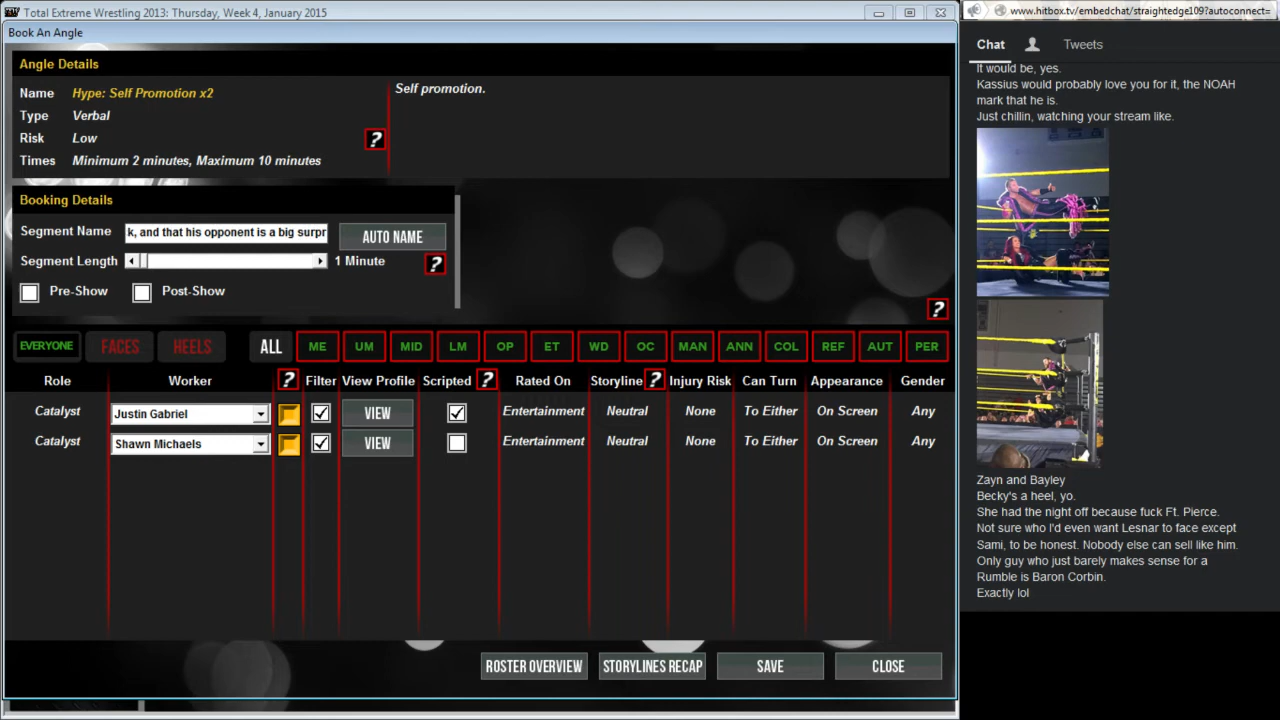 Total Extreme Wrestling 2013: Thursday, Week 4, January 2015
Book An Angle
Angle Details
Name Hype: Self Promotion x2
Type Verbal
Risk Low
?
Times Minimum 2 minutes, Maximum 10 minutes
Self promotion.
Booking Details
Segment Name k, and that his opponent is a big surpr AUTO NAME
Segment Length 1 Minute ?
Pre-Show Post-Show
?
EVERYONE FACES HEELS ALL ME UM MID LM OP ET WD OC MAN ANN COL REF AUT PER
Role Worker ? Filter View Profile Scripted ? Rated On Storyline ? Injury Risk Can Turn Appearance Gender
Catalyst Justin Gabriel VIEW Entertainment Neutral None To Either On Screen Any
Catalyst Shawn Michaels VIEW Entertainment Neutral None To Either On Screen Any
ROSTER OVERVIEW STORYLINES RECAP SAVE CLOSE
www.hitbox.tv/embedchat/straightedge109?autoconnect=
Chat Tweets
It would be, yes.
Kassius would probably love you for it, the NOAH
mark that he is.
Just chillin, watching your stream like.
Zayn and Bayley
Becky's a heel, yo.
She had the night off because fuck Ft. Pierce.
Not sure who I'd even want Lesnar to face except
Sami, to be honest. Nobody else can sell like him.
Only guy who just barely makes sense for a
Rumble is Baron Corbin.
Exactly lol